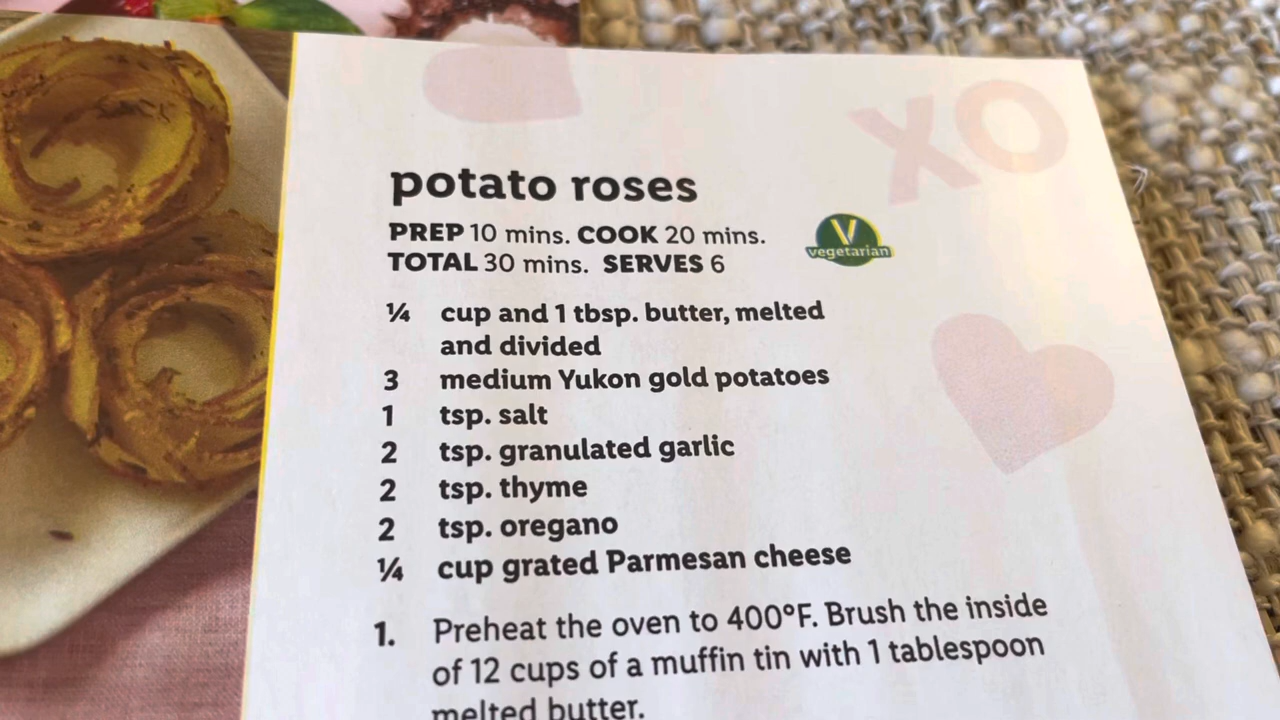 XO
potato roses
PREP 10 mins. COOK 20 mins.
TOTAL 30 mins. SERVES 6
V
vegetarian
¼ cup and 1 tbsp. butter, melted
and divided
3 medium Yukon gold potatoes
1 tsp. salt
2 tsp. granulated garlic
2 tsp. thyme
2 tsp. oregano
¼ cup grated Parmesan cheese
1. Preheat the oven to 400°F. Brush the inside
of 12 cups of a muffin tin with 1 tablespoon
melted butter.